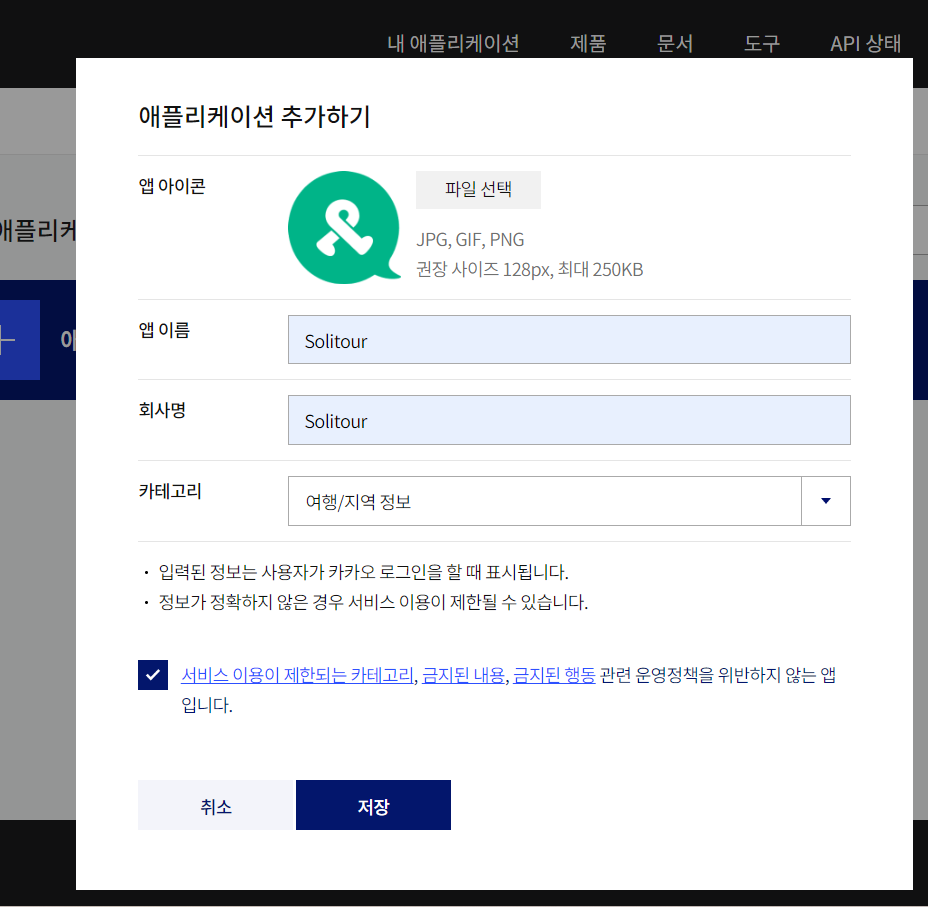 내 애플리케이션 제품 문서 도구 API 상태
애플리케이션 추가하기
앱 아이콘
파일 선택
JPG, GIF, PNG
권장 사이즈 128px, 최대 250KB
애플리케
앱 이름
Solitour
회사명
Solitour
카테고리
여행/지역 정보
· 입력된 정보는 사용자가 카카오 로그인을 할 때 표시됩니다.
· 정보가 정확하지 않은 경우 서비스 이용이 제한될 수 있습니다.
서비스 이용이 제한되는 카테고리, 금지된 내용, 금지된 행동 관련 운영정책을 위반하지 않는 앱
입니다.
취소
저장